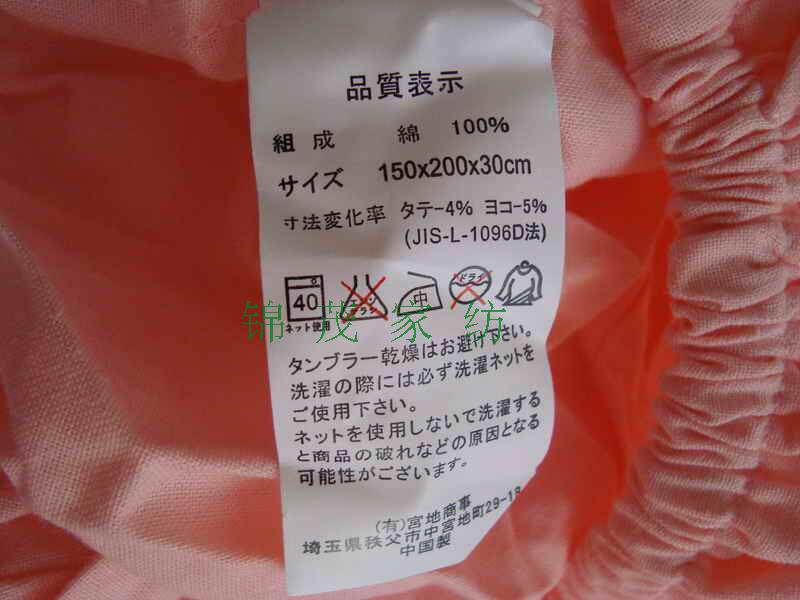 品質表示
組成 綿 100%
サイズ 150x200x30cm
寸法変化率 タテ-4% ヨコ-5%
(JIS-L-1096D法)
40 中 ドライ
ネット使用
锦茂家纺
タンブラー乾燥はお避け下さい。
洗濯の際には必ず洗濯ネットを
ご使用下さい。
ネットを使用しないで洗濯する
と商品の破れなどの原因となる
可能性がございます。
(有)宮地商事
埼玉県秩父市中宮地町29-18
中国製